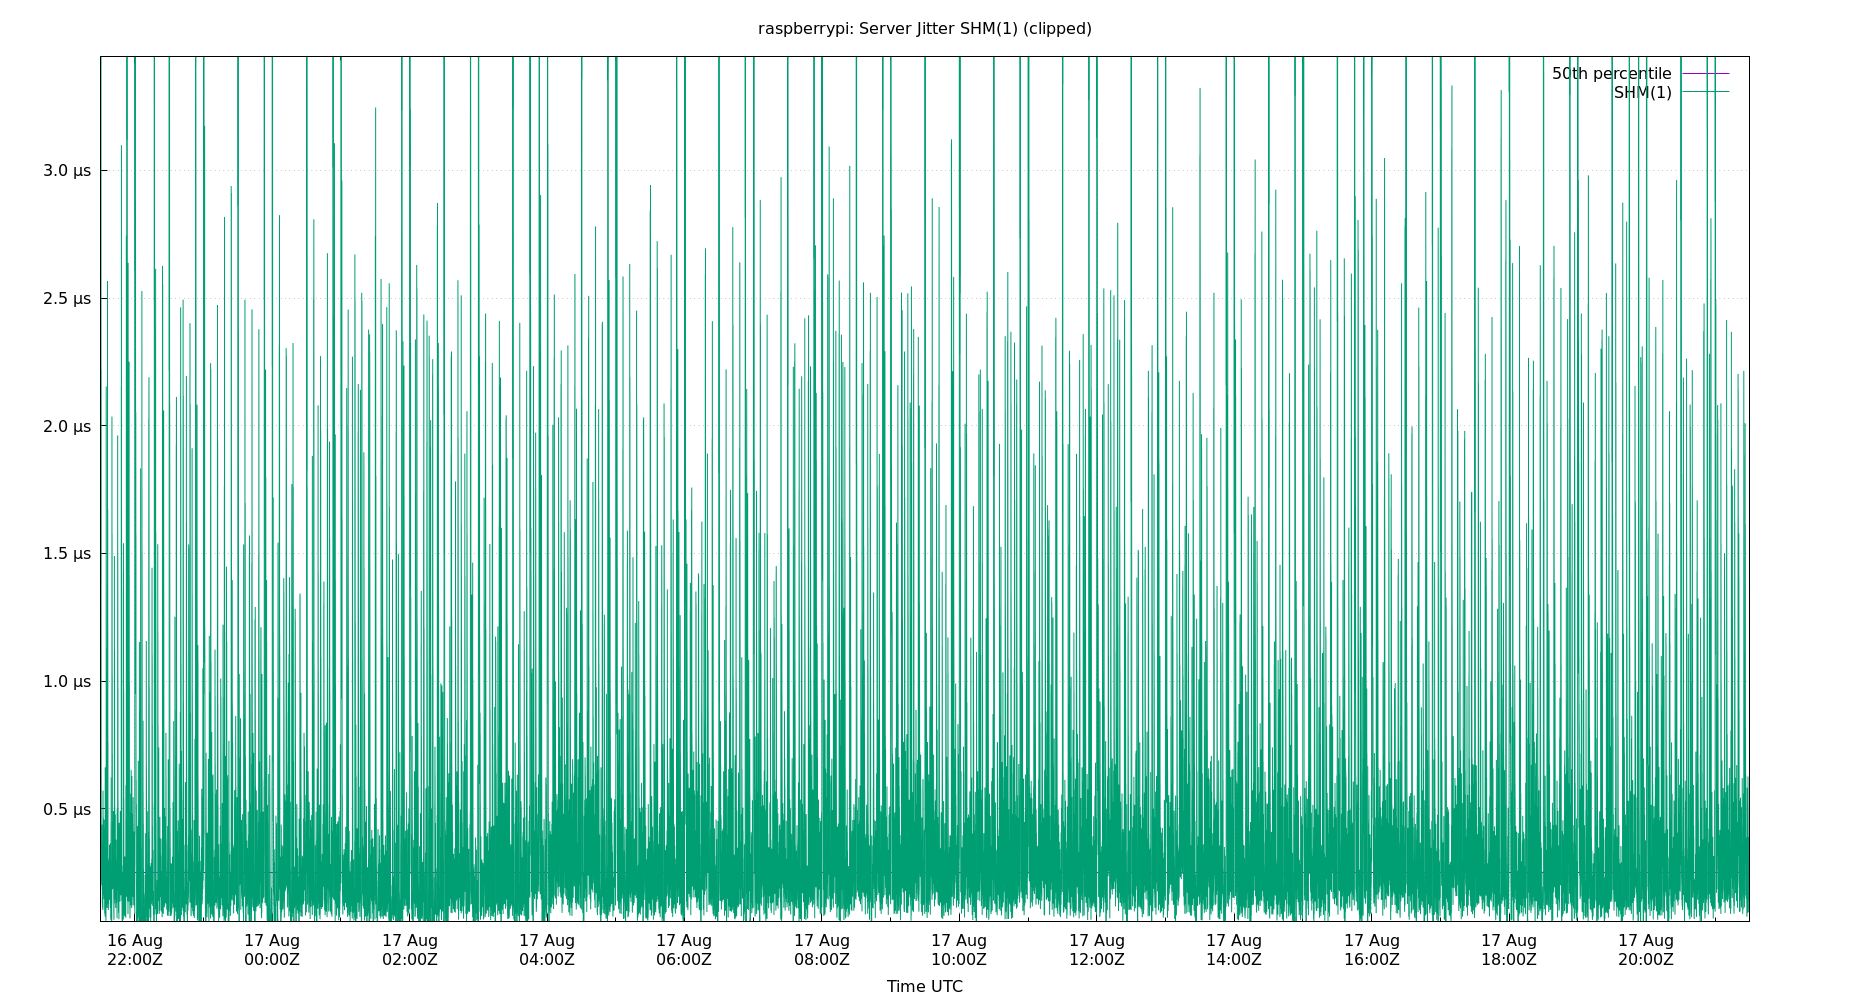 raspberrypi: Server Jitter SHM(1) (clipped)
50th percentile
SHM(1)
3.0 µs
2.5 µs
2.0 µs
1.5 µs
1.0 µs
0.5 µs
16 Aug 17 Aug 17 Aug 17 Aug 17 Aug 17 Aug 17 Aug 17 Aug 17 Aug 17 Aug 17 Aug 17 Aug
22:00Z 00:00Z 02:00Z 04:00Z 06:00Z 08:00Z 10:00Z 12:00Z 14:00Z 16:00Z 18:00Z 20:00Z
Time UTC